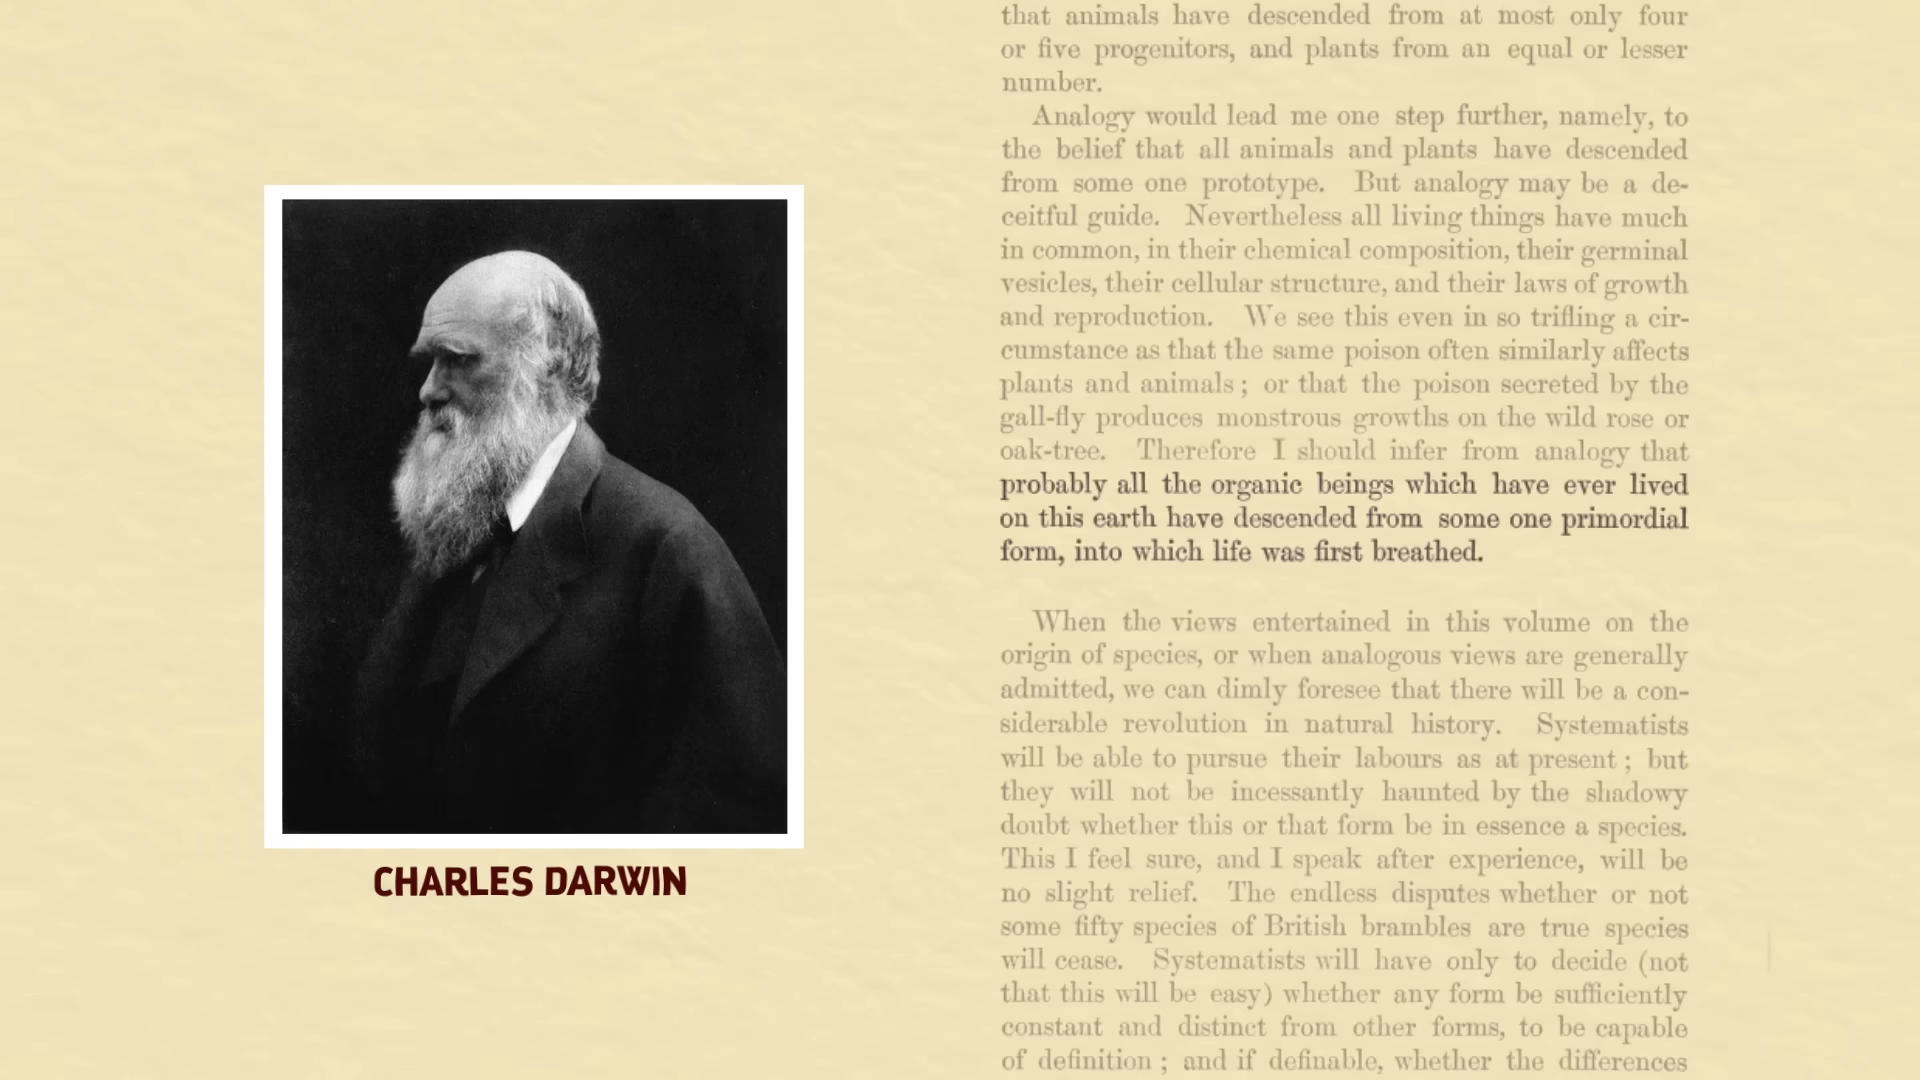 CHARLES DARWIN
that animals have descended from at most only four
or five progenitors, and plants from an equal or lesser
number.
Analogy would lead me one step further, namely, to
the belief that all animals and plants have descended
from some one prototype. But analogy may be a de-
ceitful guide. Nevertheless all living things have much
in common, in their chemical composition, their germinal
vesicles, their cellular structure, and their laws of growth
and reproduction. We see this even in so trifling a cir-
cumstance as that the same poison often similarly affects
plants and animals; or that the poison secreted by the
gall-fly produces monstrous growths on the wild rose or
oak-tree. Therefore I should infer from analogy that
probably all the organic beings which have ever lived
on this earth have descended from some one primordial
form, into which life was first breathed.
When the views entertained in this volume on the
origin of species, or when analogous views are generally
admitted, we can dimly foresee that there will be a con-
siderable revolution in natural history. Systematists
will be able to pursue their labours as at present; but
they will not be incessantly haunted by the shadowy
doubt whether this or that form be in essence a species.
This I feel sure, and I speak after experience, will be
no slight relief. The endless disputes whether or not
some fifty species of British brambles are true species
will cease. Systematists will have only to decide (not
that this will be easy) whether any form be sufficiently
constant and distinct from other forms, to be capable
of definition; and if definable, whether the differences